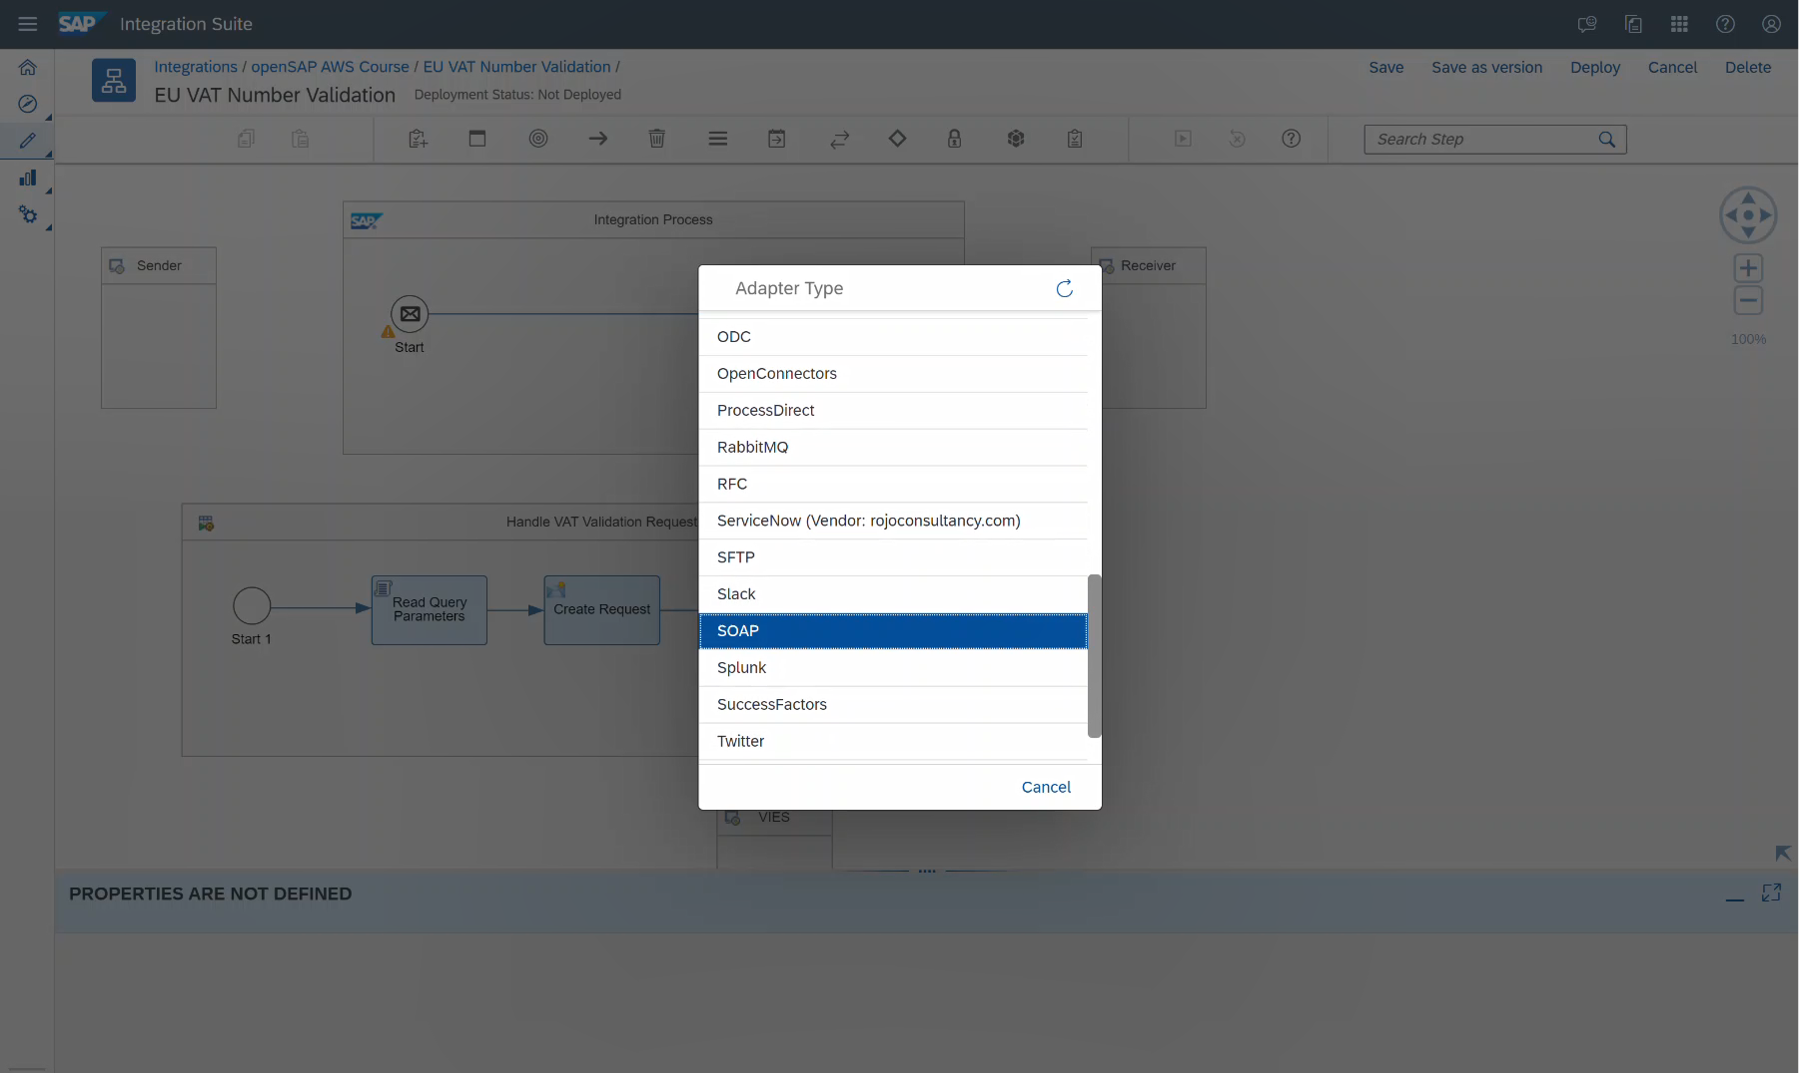 SAP Integration Suite
Integrations / openSAP AWS Course / EU VAT Number Validation /
EU VAT Number Validation Deployment Status: Not Deployed
Save Save as version Deploy Cancel Delete
Search Step
SAP Integration Process
Sender
Receiver
Start
100%
Adapter Type
ODC
OpenConnectors
ProcessDirect
RabbitMQ
RFC
ServiceNow (Vendor: rojoconsultancy.com)
SFTP
Slack
SOAP
Splunk
SuccessFactors
Twitter
Cancel
Handle VAT Validation Request
Start 1
Read Query
Parameters
Create Request
VIES
PROPERTIES ARE NOT DEFINED